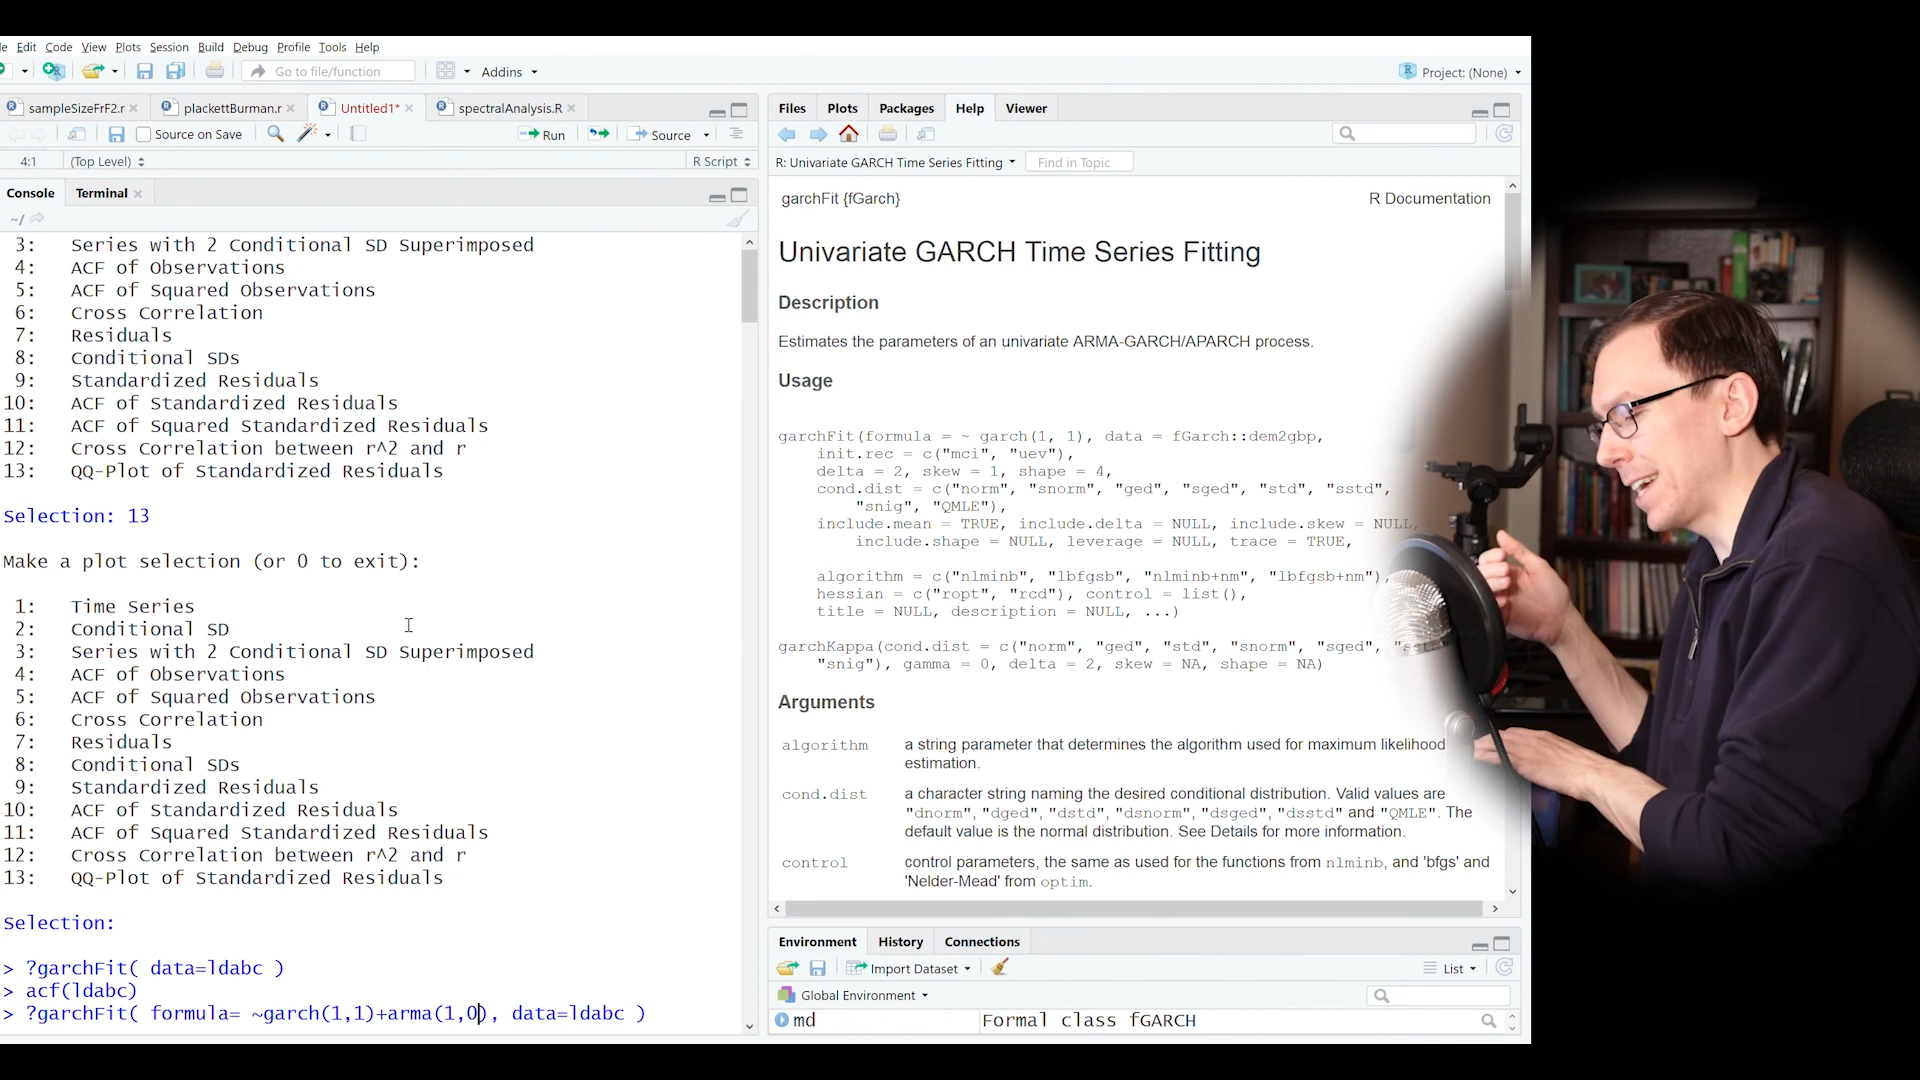 le Edit Code View Plots Session Build Debug Profile Tools Help
Go to file/function Addins Project: (None)
sampleSizeFrF2.r plackettBurman.r Untitled1* spectralAnalysis.R
Source on Save Run Source
4:1 (Top Level) R Script
Console Terminal
~/
3: Series with 2 Conditional SD Superimposed
4: ACF of Observations
5: ACF of Squared Observations
6: Cross Correlation
7: Residuals
8: Conditional SDs
9: Standardized Residuals
10: ACF of Standardized Residuals
11: ACF of Squared Standardized Residuals
12: Cross Correlation between r^2 and r
13: QQ-Plot of Standardized Residuals
Selection: 13
Make a plot selection (or 0 to exit):
1: Time Series
2: Conditional SD
3: Series with 2 Conditional SD Superimposed
4: ACF of Observations
5: ACF of Squared Observations
6: Cross Correlation
7: Residuals
8: Conditional SDs
9: Standardized Residuals
10: ACF of Standardized Residuals
11: ACF of Squared Standardized Residuals
12: Cross Correlation between r^2 and r
13: QQ-Plot of Standardized Residuals
Selection:
> ?garchFit( data=ldabc )
> acf(ldabc)
> ?garchFit( formula= ~garch(1,1)+arma(1,0), data=ldabc )
Files Plots Packages Help Viewer
R: Univariate GARCH Time Series Fitting Find in Topic
garchFit {fGarch} R Documentation
Univariate GARCH Time Series Fitting
Description
Estimates the parameters of an univariate ARMA-GARCH/APARCH process.
Usage
garchFit(formula = ~ garch(1, 1), data = fGarch::dem2gbp,
init.rec = c("mci", "uev"),
delta = 2, skew = 1, shape = 4,
cond.dist = c("norm", "snorm", "ged", "sged", "std", "sstd",
"snig", "QMLE"),
include.mean = TRUE, include.delta = NULL, include.skew = NULL,
include.shape = NULL, leverage = NULL, trace = TRUE,
algorithm = c("nlminb", "lbfgsb", "nlminb+nm", "lbfgsb+nm"),
hessian = c("ropt", "rcd"), control = list(),
title = NULL, description = NULL, ...)
garchKappa(cond.dist = c("norm", "ged", "std", "snorm", "sged",
"snig"), gamma = 0, delta = 2, skew = NA, shape = NA)
Arguments
algorithm a string parameter that determines the algorithm used for maximum likelihood
estimation.
cond.dist a character string naming the desired conditional distribution. Valid values are
"dnorm", "dged", "dstd", "dsnorm", "dsged", "dsstd" and "QMLE". The
default value is the normal distribution. See Details for more information.
control control parameters, the same as used for the functions from nlminb, and 'bfgs' and
'Nelder-Mead' from optim.
Environment History Connections
Import Dataset List
Global Environment
md Formal class fGARCH